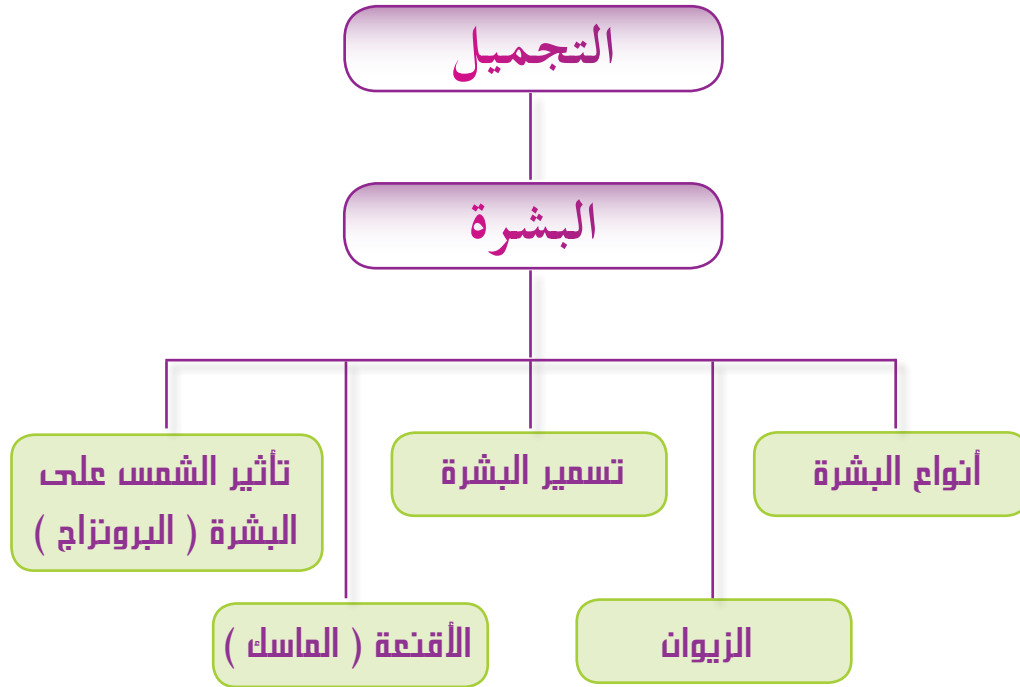 التجميل
البشرة
أنواع البشرة
تسمير البشرة
تأثير الشمس على
البشرة ( البرونزاج )
الزيوان
الأقنعة ( الماسك )